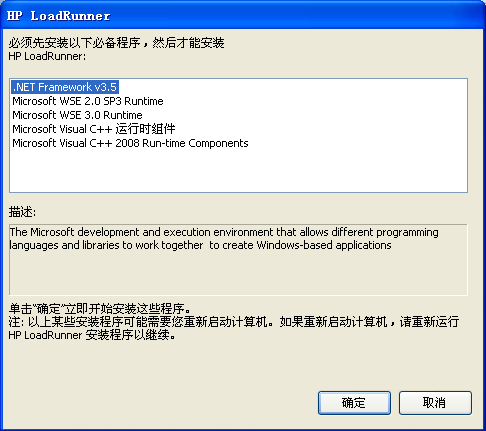 HP LoadRunner
必须先安装以下必备程序，然后才能安装
HP LoadRunner:
.NET Framework v3.5
Microsoft WSE 2.0 SP3 Runtime
Microsoft WSE 3.0 Runtime
Microsoft Visual C++ 运行时组件
Microsoft Visual C++ 2008 Run-time Components
描述:
The Microsoft development and execution environment that allows different programming
languages and libraries to work together  to create Windows-based applications
单击“确定”立即开始安装这些程序。
注: 以上某些安装程序可能需要您重新启动计算机。如果重新启动计算机，请重新运行
HP LoadRunner 安装程序以继续。
确定 取消